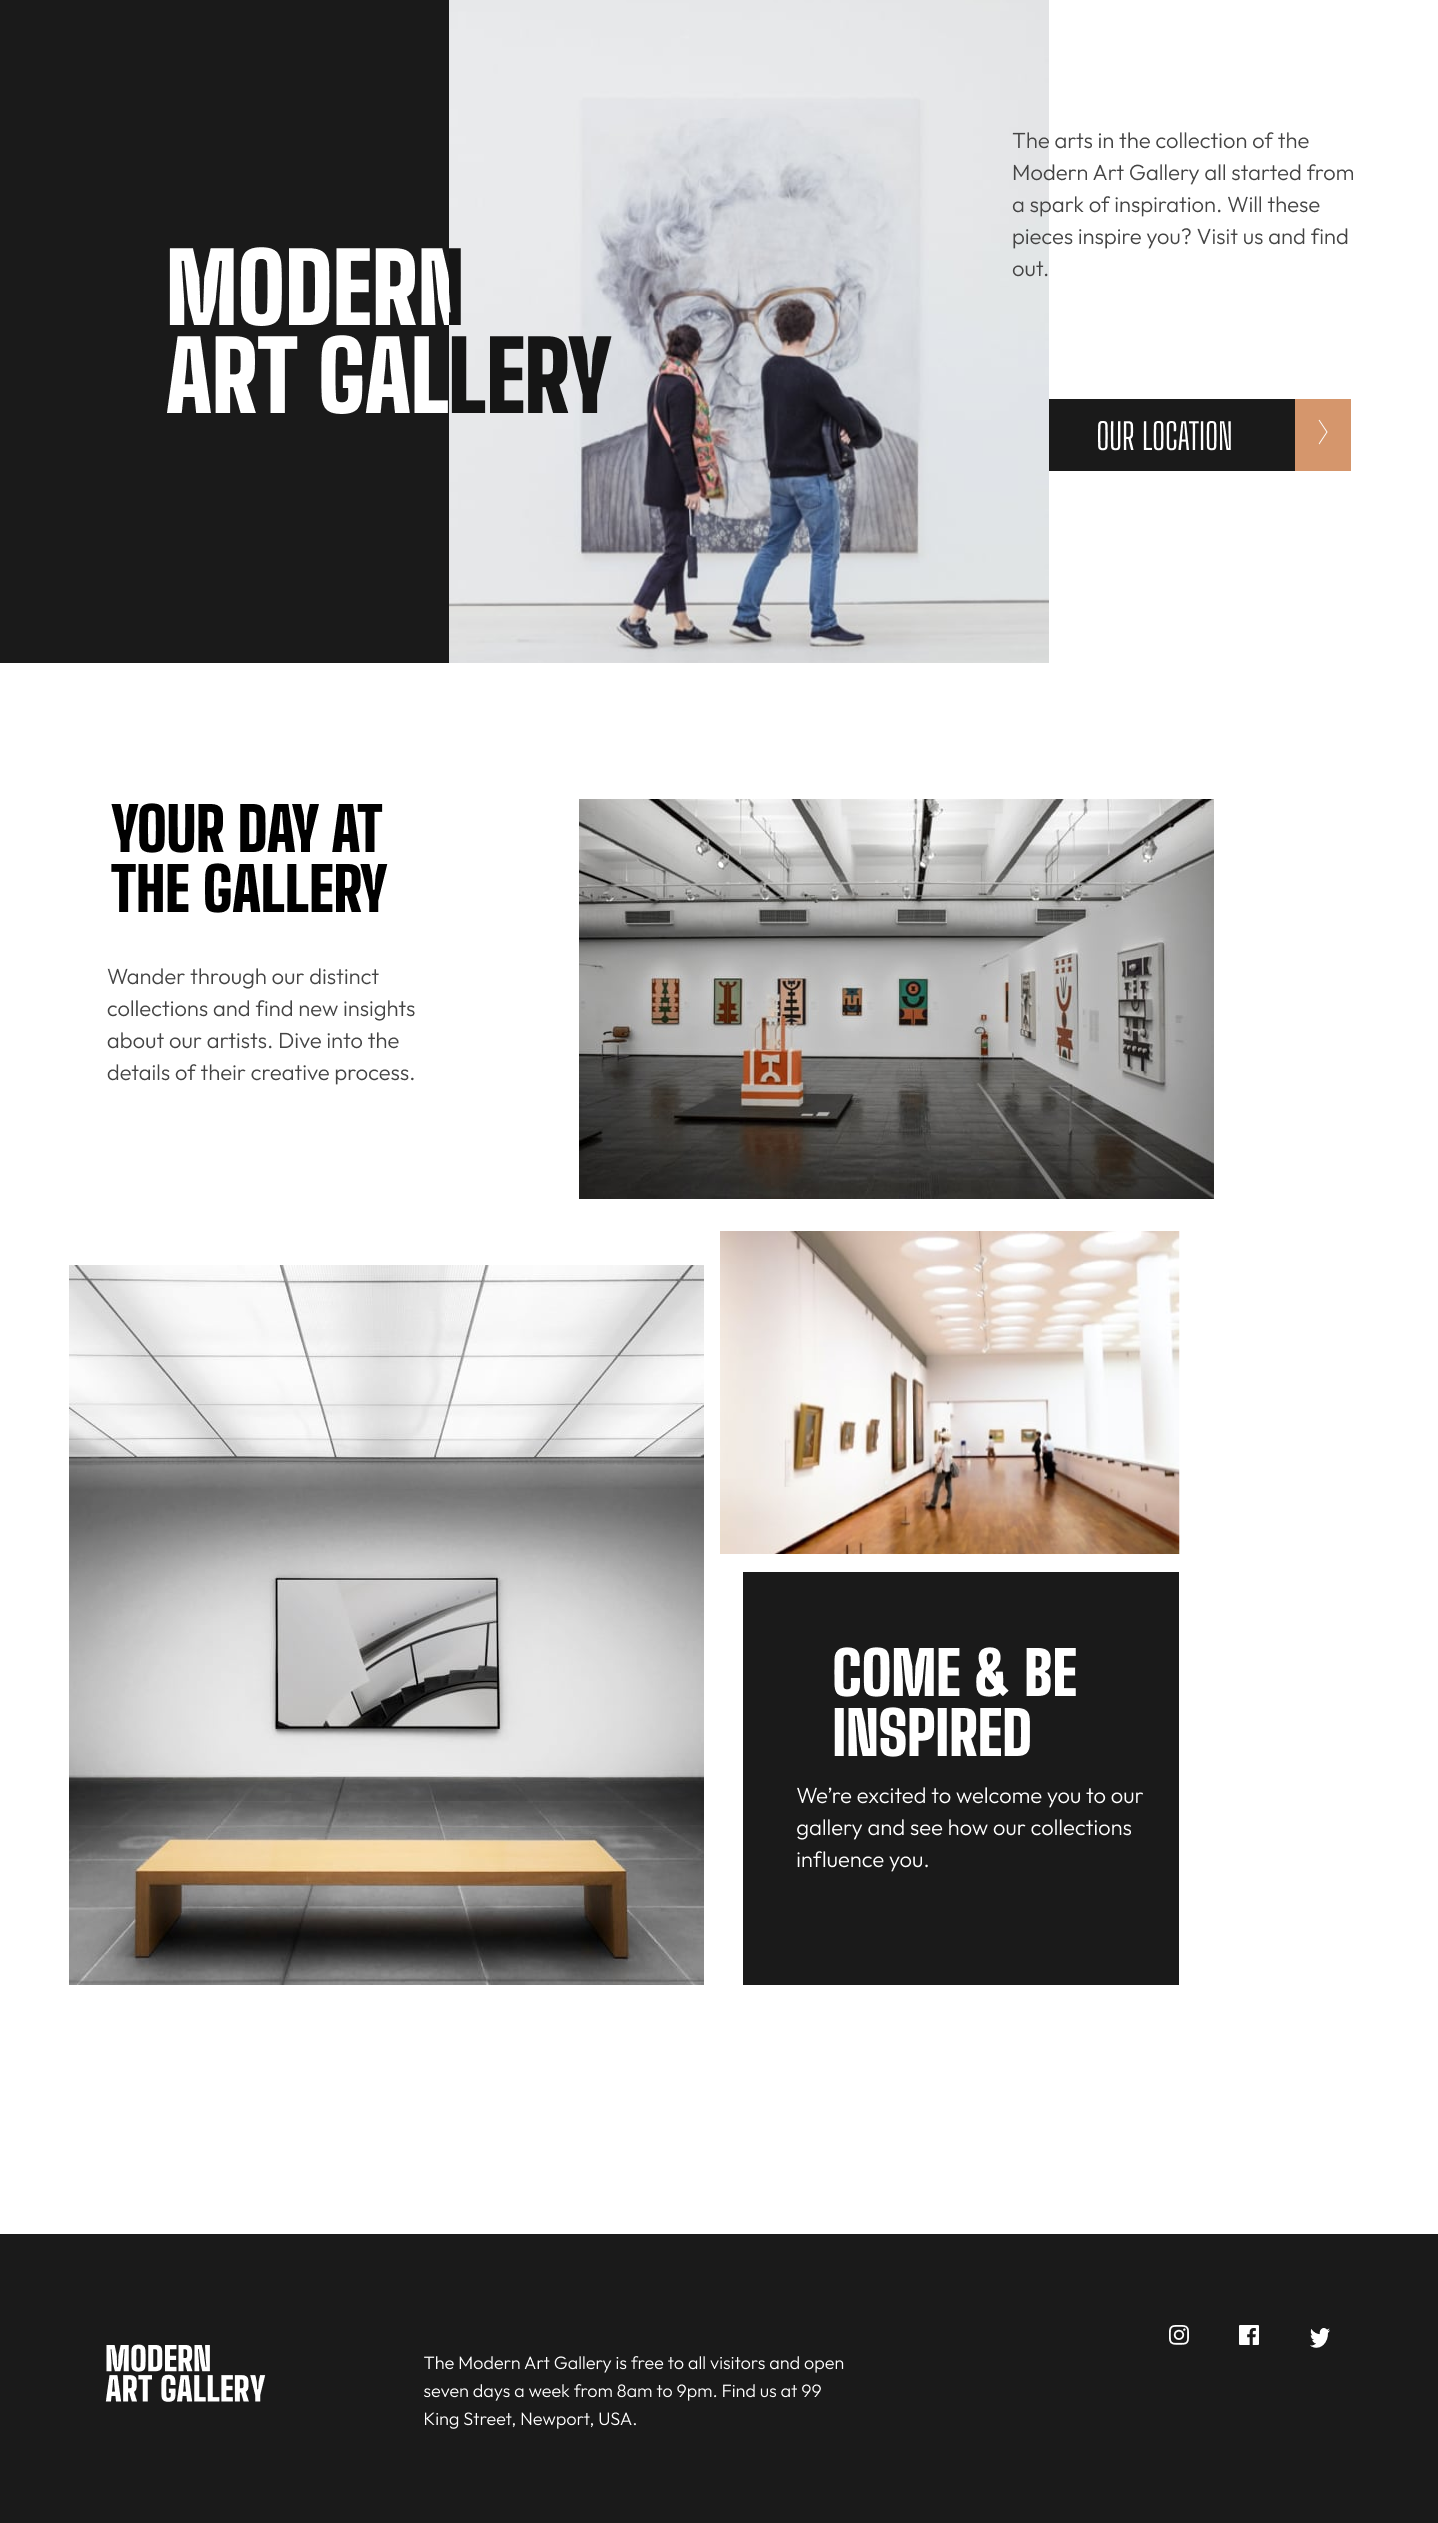 MODERN
ART GALLERY
The arts in the collection of the
Modern Art Gallery all started from
a spark of inspiration. Will these
pieces inspire you? Visit us and find
out.
OUR LOCATION
YOUR DAY AT
THE GALLERY
Wander through our distinct
collections and find new insights
about our artists. Dive into the
details of their creative process.
COME & BE
INSPIRED
We’re excited to welcome you to our
gallery and see how our collections
influence you.
MODERN
ART GALLERY
The Modern Art Gallery is free to all visitors and open
seven days a week from 8am to 9pm. Find us at 99
King Street, Newport, USA.